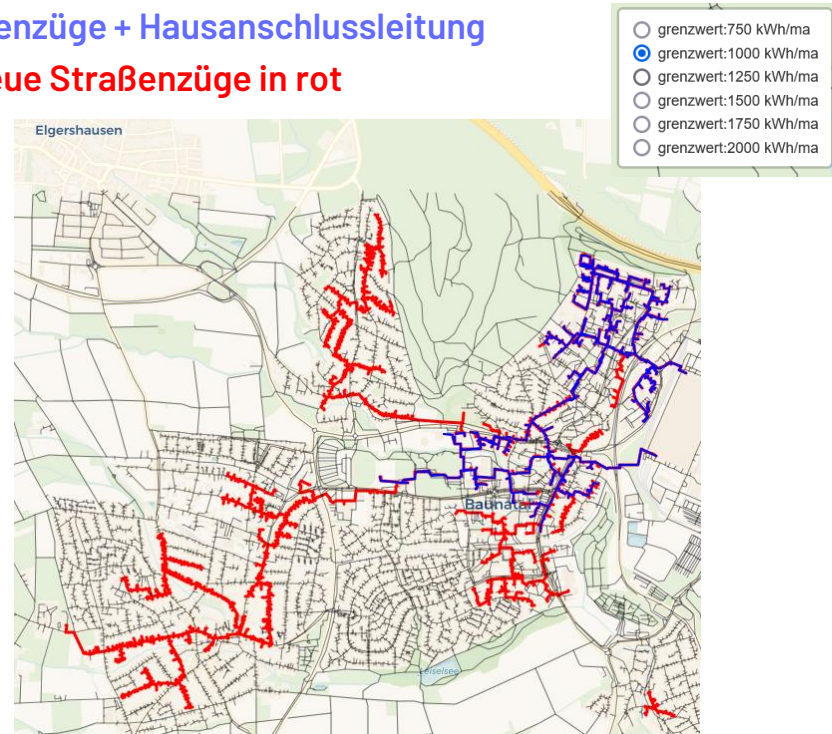 enzüge + Hausanschlussleitung
eue Straßenzüge in rot
grenzwert:750 kWh/ma
grenzwert:1000 kWh/ma
grenzwert:1250 kWh/ma
grenzwert:1500 kWh/ma
grenzwert:1750 kWh/ma
grenzwert:2000 kWh/ma
Elgershausen
Baunatal
Leiselsee